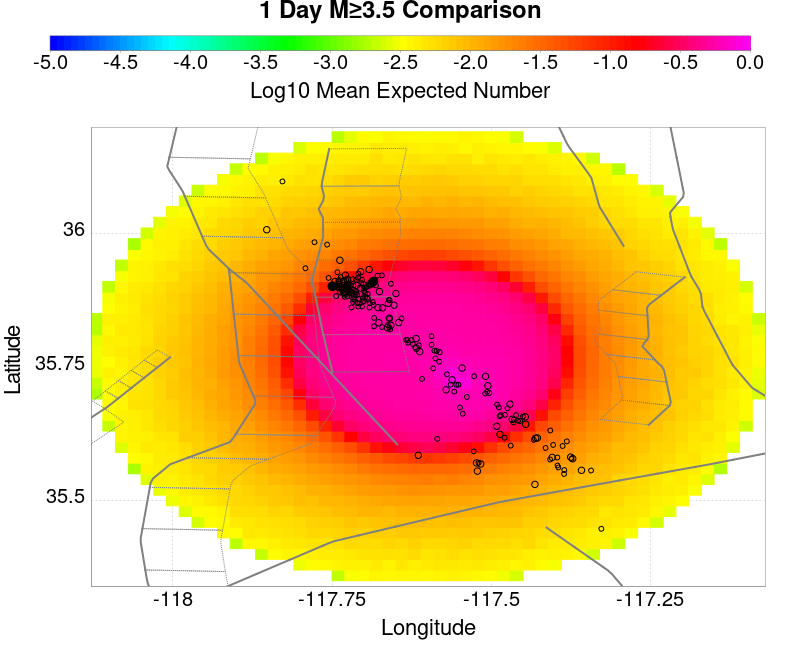 1 Day M≥3.5 Comparison
-5.0 -4.5 -4.0 -3.5 -3.0 -2.5 -2.0 -1.5 -1.0 -0.5 0.0
Log10 Mean Expected Number
36
35.75
35.5
Latitude
-118 -117.75 -117.5 -117.25
Longitude